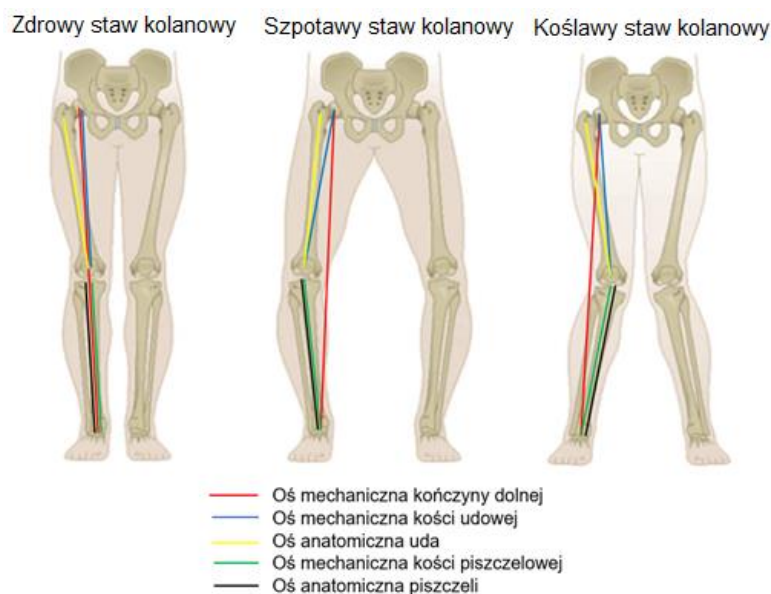 Zdrowy staw kolanowy
Szpotawy staw kolanowy
Koślawy staw kolanowy
Oś mechaniczna kończyny dolnej
Oś mechaniczna kości udowej
Oś anatomiczna uda
Oś mechaniczna kości piszczelowej
Oś anatomiczna piszczeli